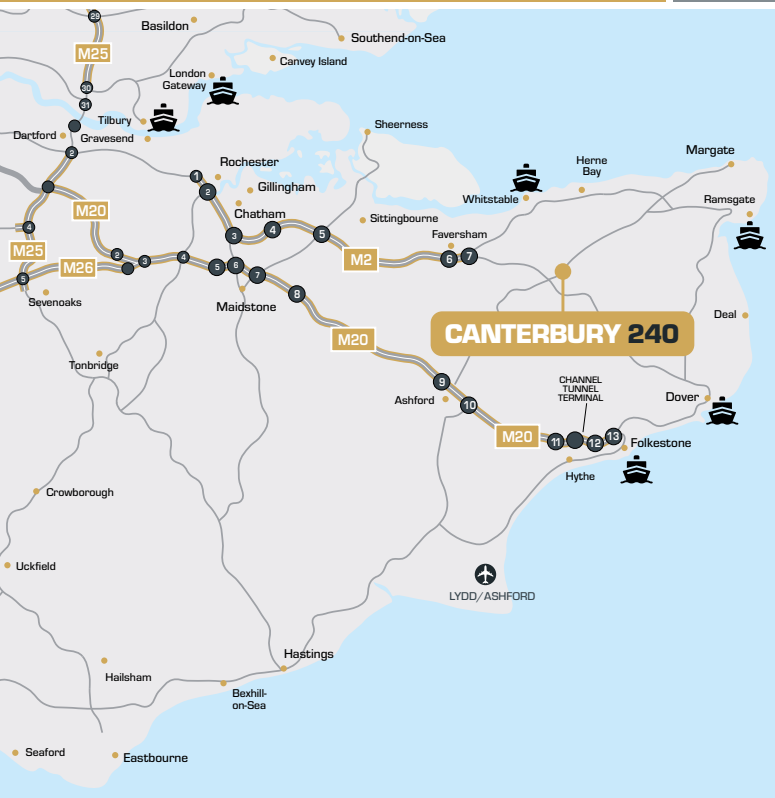 29
Basildon
M25
Southend-on-Sea
Canvey Island
London
Gateway
30
31
Tilbury
Dartford
Gravesend
Sheerness
2
Rochester
Margate
Herne
Bay
1
2
Gillingham
Whitstable
Ramsgate
M20
Chatham
Sittingbourne
4
3
4
5
Faversham
M25
2
3
4
5
6
M2
6
7
M26
7
5
Sevenoaks
8
Maidstone
Deal
CANTERBURY 240
M20
Tonbridge
9
CHANNEL
TUNNEL
TERMINAL
Ashford
10
Dover
M20
11
12
13
Folkestone
Hythe
Crowborough
Uckfield
LYDD/ASHFORD
Hastings
Hailsham
Bexhill-
on-Sea
Seaford
Eastbourne